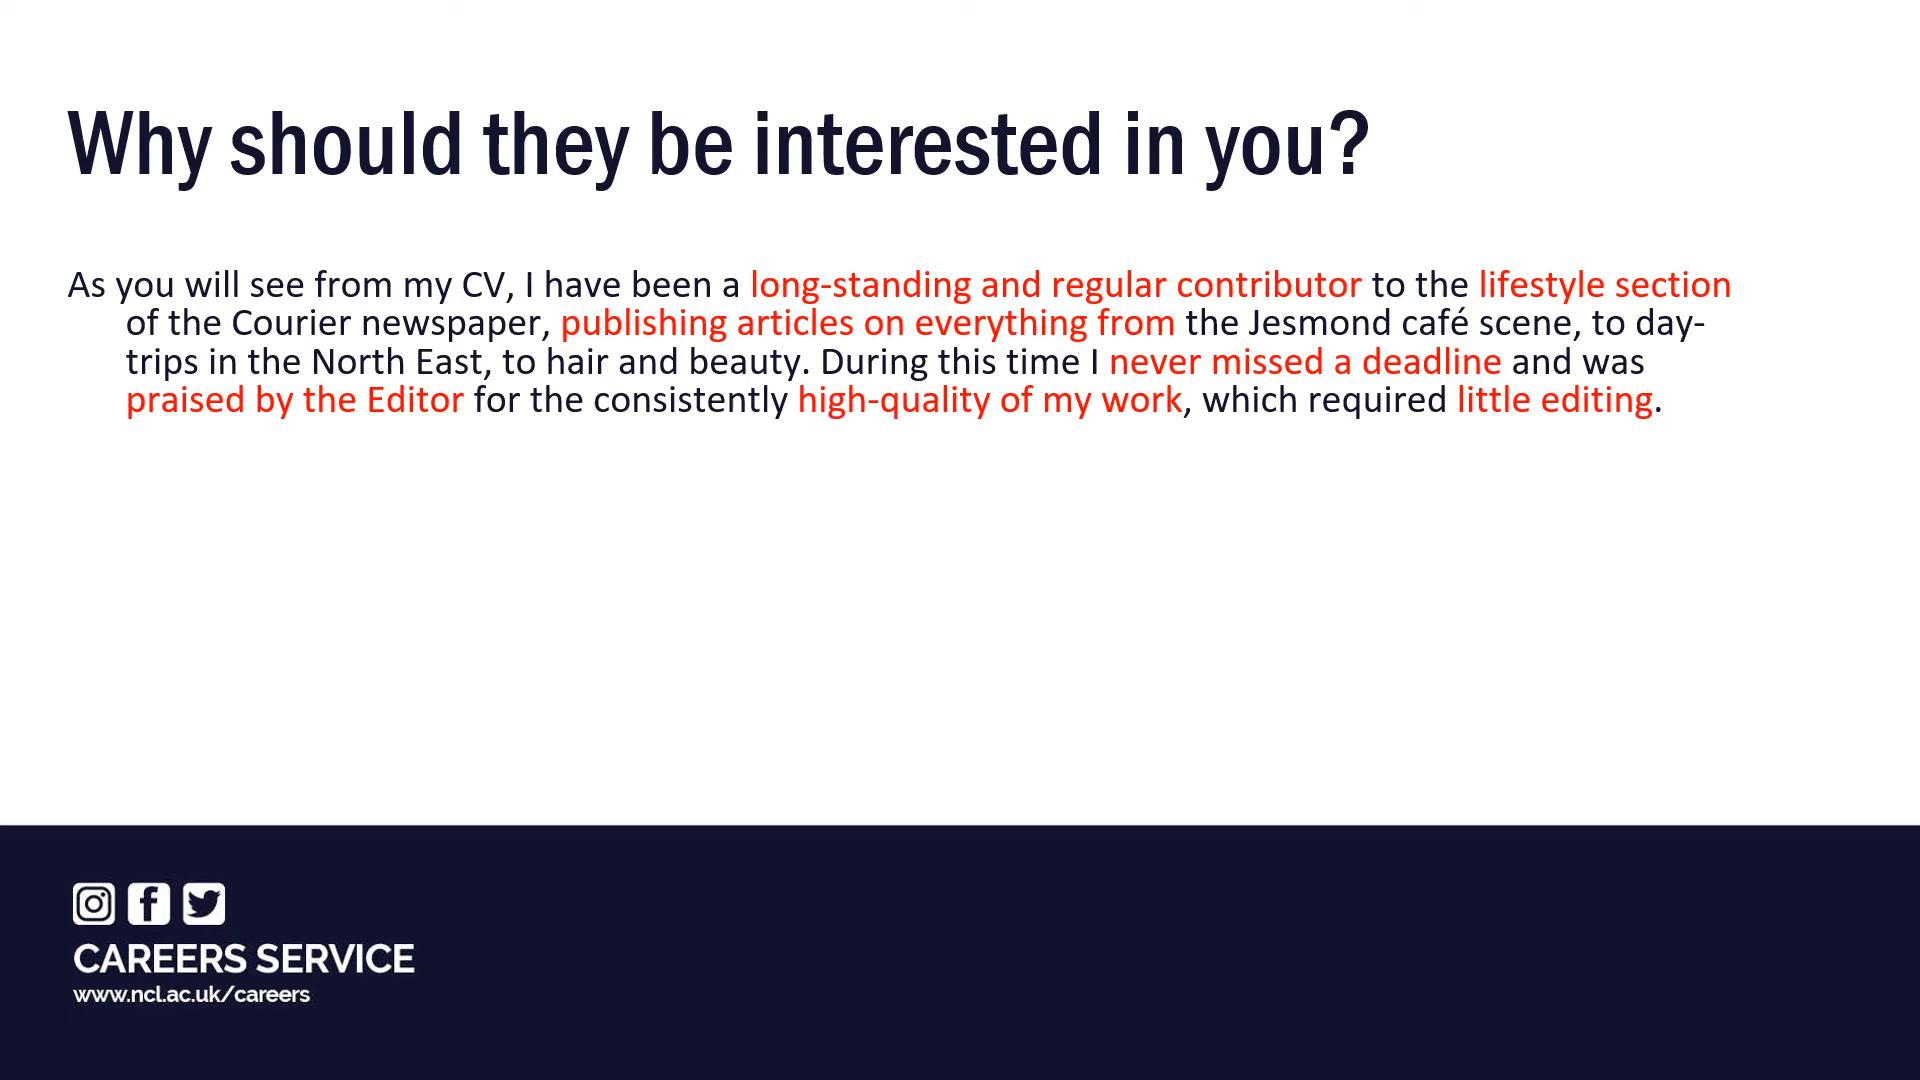 Why should they be interested in you?
As you will see from my CV, I have been a long-standing and regular contributor to the lifestyle section
of the Courier newspaper, publishing articles on everything from the Jesmond café scene, to day-
trips in the North East, to hair and beauty. During this time I never missed a deadline and was
praised by the Editor for the consistently high-quality of my work, which required little editing.
CAREERS SERVICE
www.ncl.ac.uk/careers